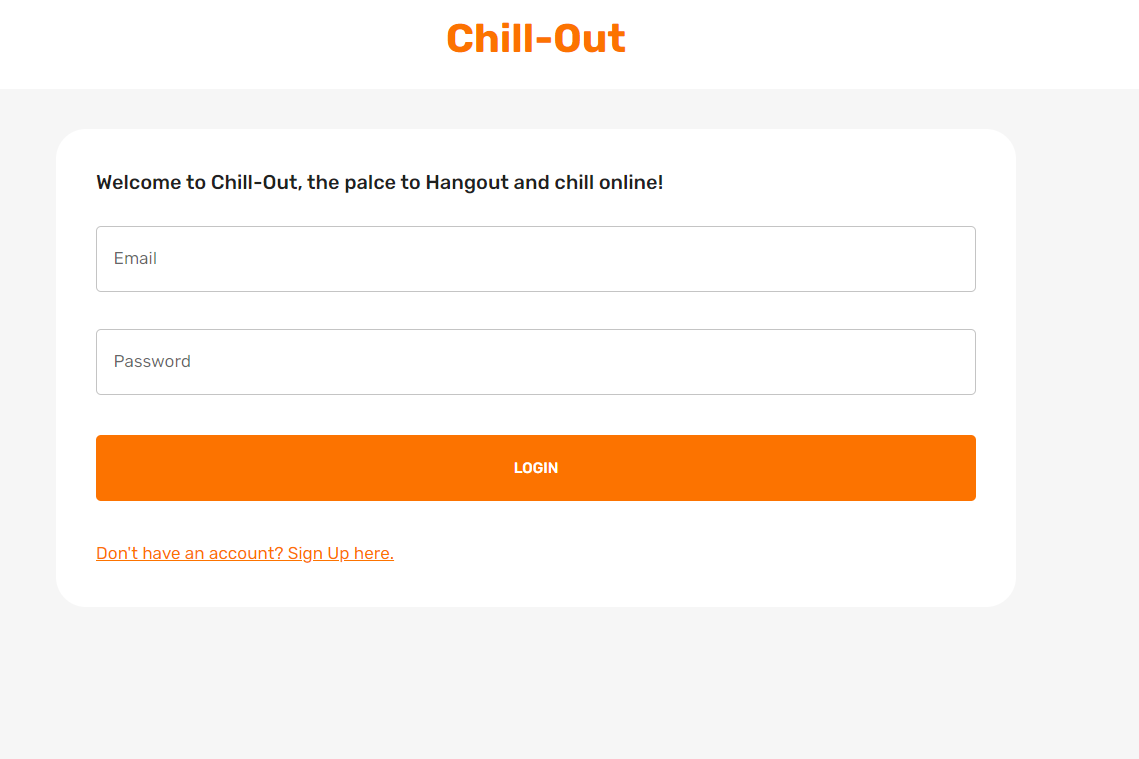 Chill-Out
Welcome to Chill-Out, the palce to Hangout and chill online!
Email
Password
LOGIN
Don't have an account? Sign Up here.